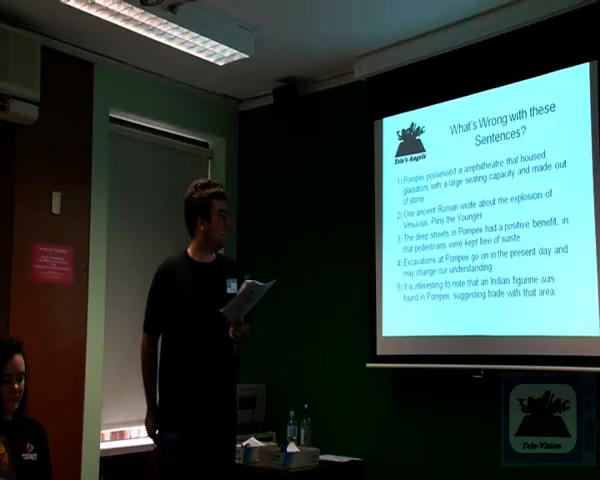 What's Wrong with these
Sentences?
Tele's Angels
1) Pompeii possessed a amphitheatre that housed
gladiators with a large seating capacity and made out
of stone
2) One ancient Roman wrote about the explosion of
Vesuvius. Pliny the Younger
3) The deep streets in Pompeii had a positive benefit, in
that pedestrians were kept free of waste
4) Excavations at Pompeii go on in the present day and
may change our understanding
5) It is interesting to note that an Indian figurine was
found in Pompeii, suggesting trade with that area.
Tele-Vision